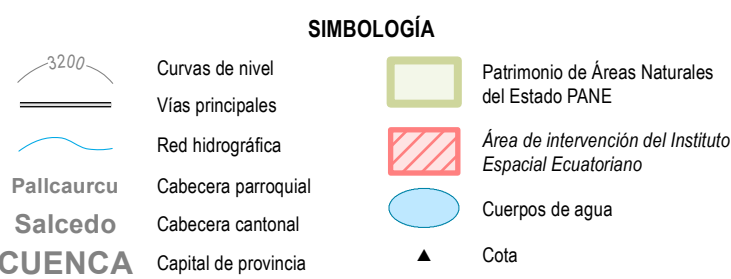 SIMBOLOGÍA
3200
Curvas de nivel
Vías principales
Red hidrográfica
Pallcaurcu
Cabecera parroquial
Salcedo
Cabecera cantonal
CUENCA
Capital de provincia
Patrimonio de Áreas Naturales
del Estado PANE
Área de intervención del Instituto
Espacial Ecuatoriano
Cuerpos de agua
Cota